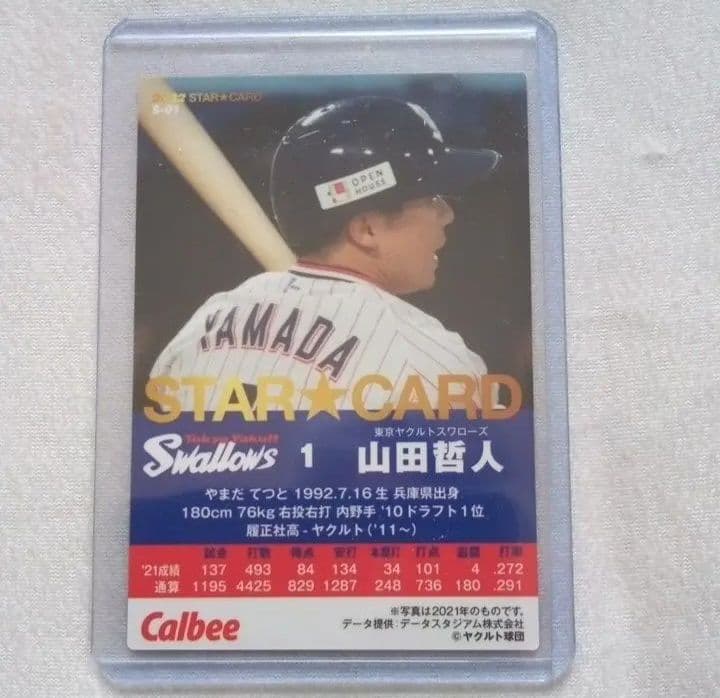 STAR★CARD
S-01
OPEN
HOUSE
YAMADA
STAR★CARD
Tokyo Yakult
Swallows
1
東京ヤクルトスワローズ
山田哲人
やまだ てつと 1992.7.16生 兵庫県出身
180cm 76kg 右投右打 内野手 '10ドラフト1位
履正社高-ヤクルト('11〜)
試合 打数 得点 安打 本塁打 打点 盗塁 打率
'21成績 137 493 84 134 34 101 4 .272
通算 1195 4425 829 1287 248 736 180 .291
※写真は2021年のものです。
Calbee
データ提供:データスタジアム株式会社
©ヤクルト球団